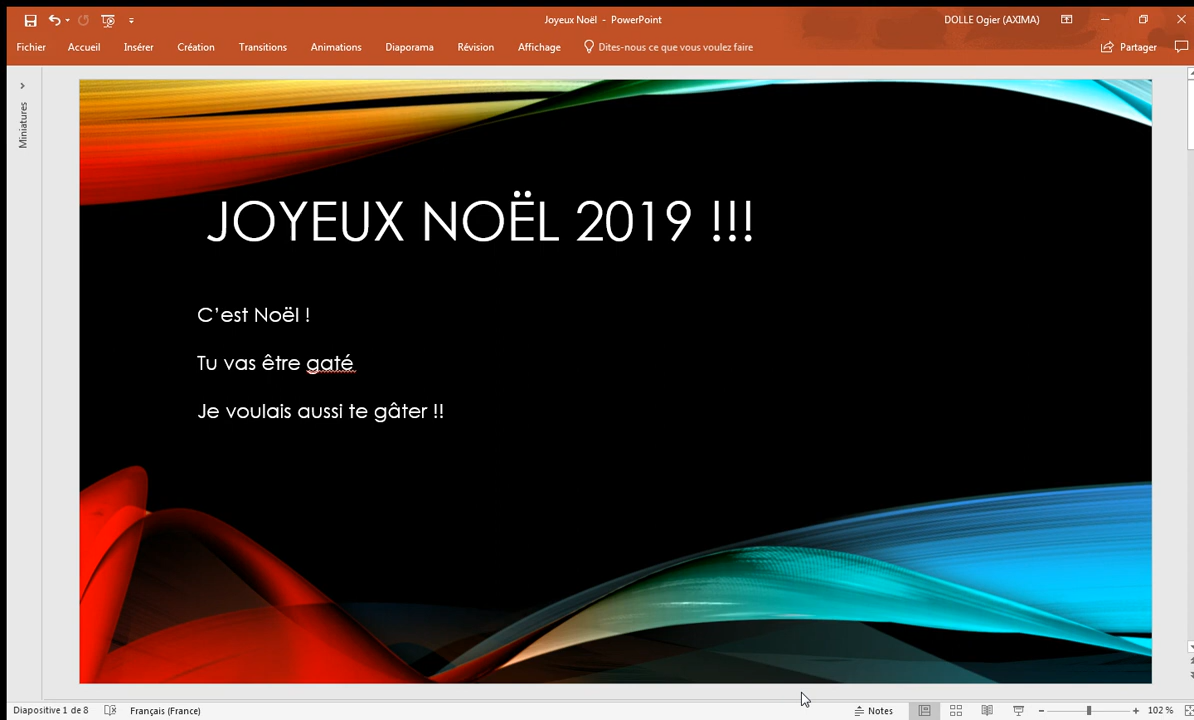 Joyeux Noël - PowerPoint
DOLLE Ogier (AXIMA)
Fichier Accueil Insérer Création Transitions Animations Diaporama Révision Affichage Dites-nous ce que vous voulez faire Partager
Miniatures
JOYEUX NOËL 2019 !!!
C’est Noël !
Tu vas être gaté
Je voulais aussi te gâter !!
Diapositive 1 de 8 Français (France) Notes 102 %